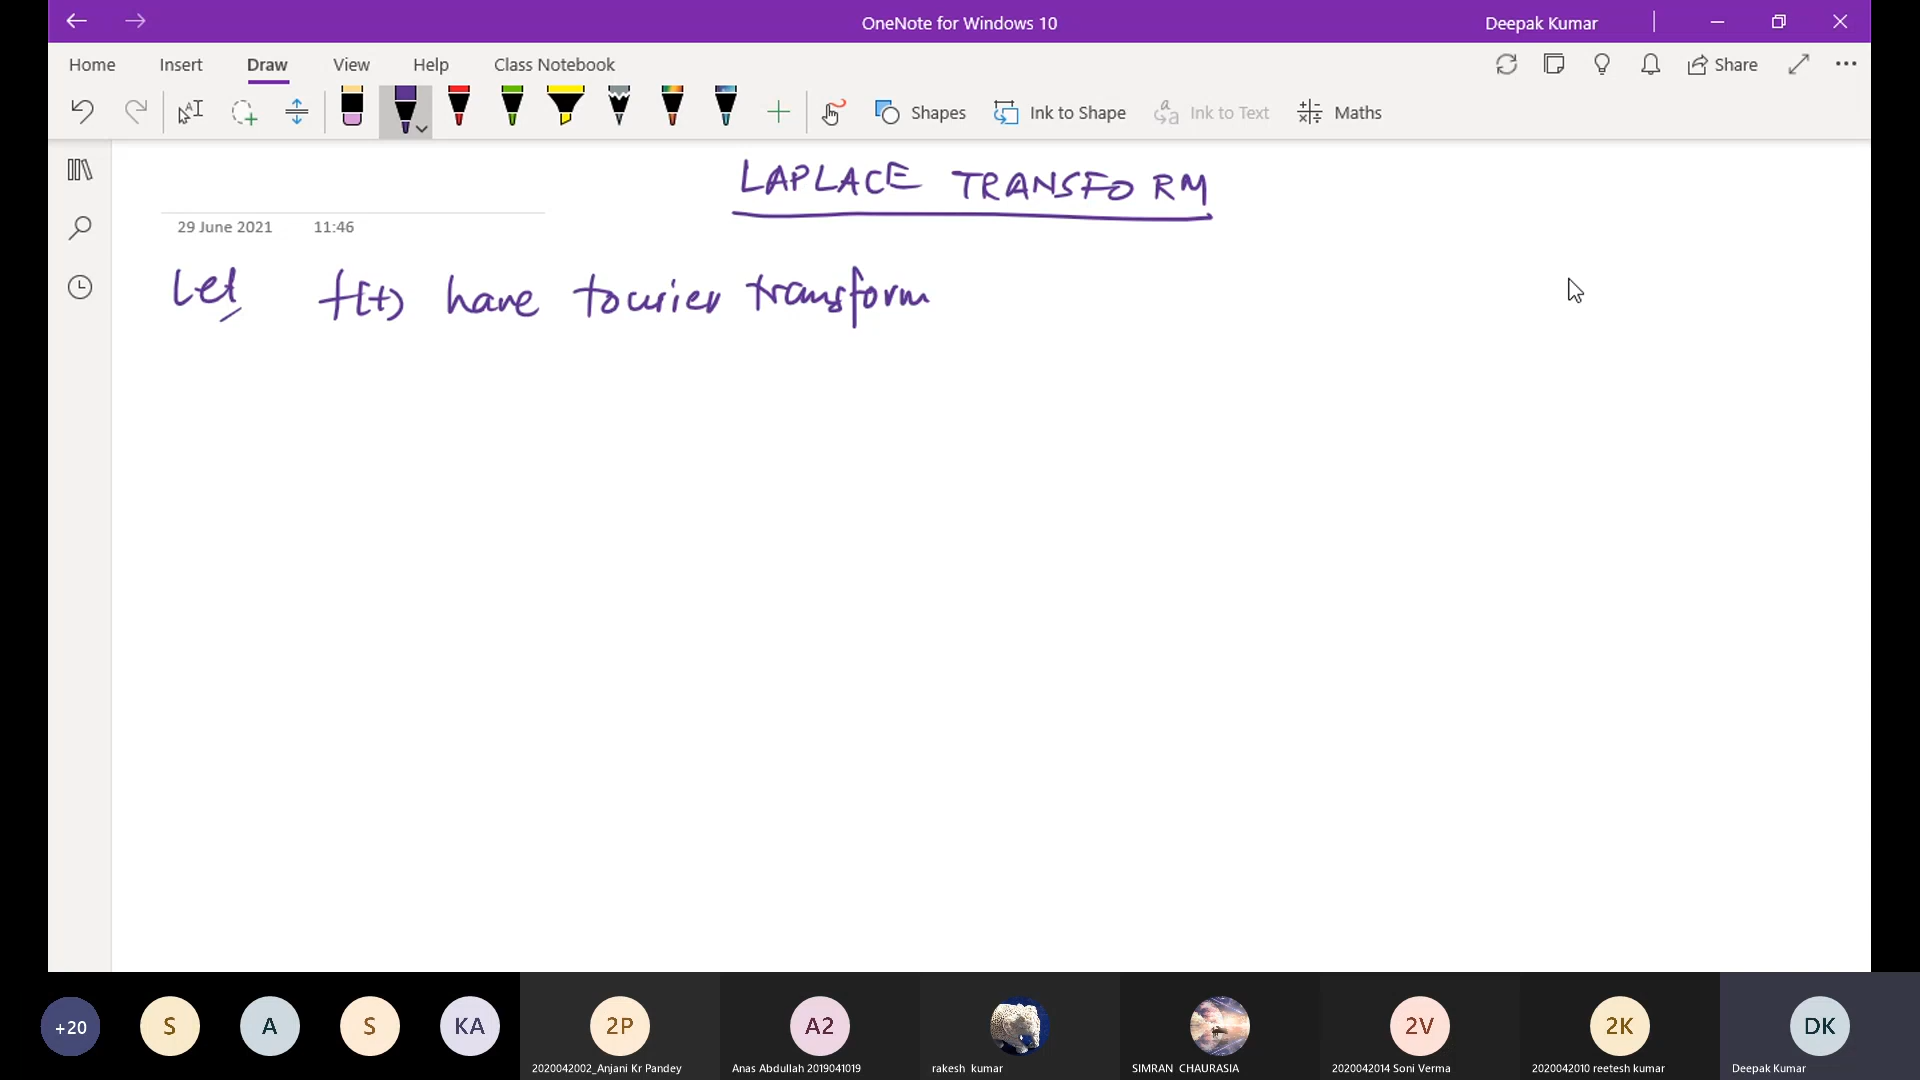 OneNote for Windows 10
Deepak Kumar
Home Insert Draw View Help Class Notebook
Share
Shapes Ink to Shape Ink to Text Maths
LAPLACE TRANSFORM
29 June 2021 11:46
Let f(t) have fourier transform
+20 S A S KA 2P A2 2V 2K DK
2020042002_Anjani Kr Pandey Anas Abdullah 2019041019 rakesh kumar SIMRAN CHAURASIA 2020042014 Soni Verma 2020042010 reetesh kumar Deepak Kumar